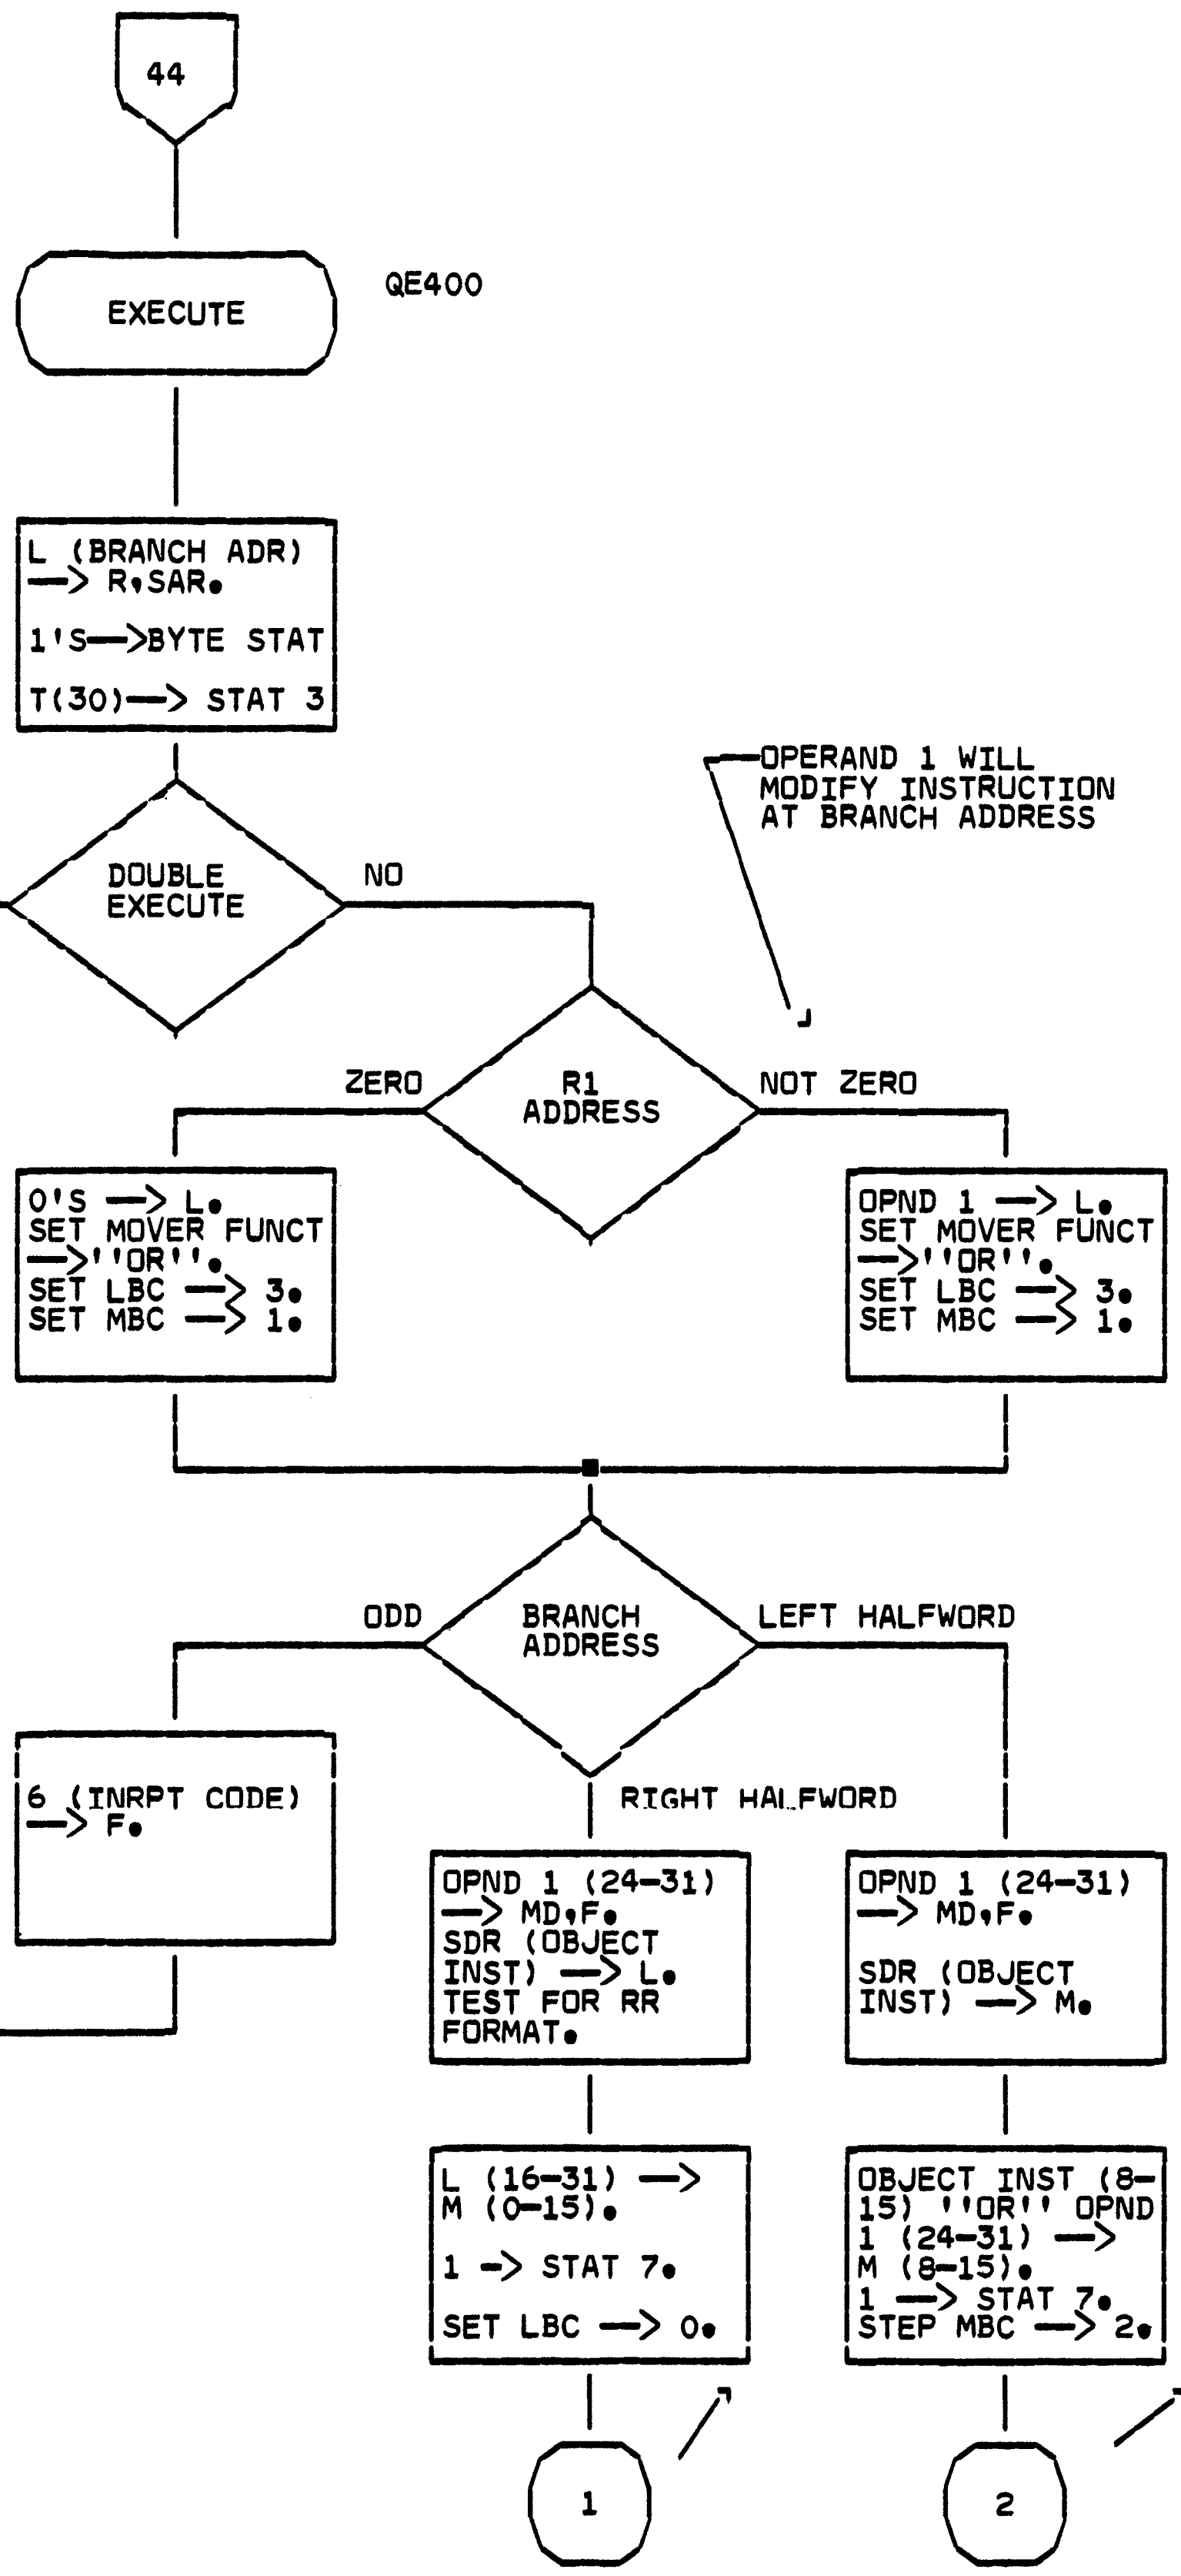 44
EXECUTE
QE400
L (BRANCH ADR)
—> R,SAR.
1'S—>BYTE STAT
T(30)—> STAT 3
OPERAND 1 WILL
MODIFY INSTRUCTION
AT BRANCH ADDRESS
DOUBLE
EXECUTE
NO
ZERO
R1
ADDRESS
NOT ZERO
0'S —> L.
SET MOVER FUNCT
—>''OR''.
SET LBC —> 3.
SET MBC —> 1.
OPND 1 —> L.
SET MOVER FUNCT
—>''OR''.
SET LBC —> 3.
SET MBC —> 1.
ODD
BRANCH
ADDRESS
LEFT HALFWORD
6 (INRPT CODE)
—> F.
RIGHT HALFWORD
OPND 1 (24-31)
—> MD,F.
SDR (OBJECT
INST) —> L.
TEST FOR RR
FORMAT.
OPND 1 (24-31)
—> MD,F.
SDR (OBJECT
INST) —> M.
L (16-31) —>
M (0-15).
1 -> STAT 7.
SET LBC —> 0.
OBJECT INST (8-
15) ''OR'' OPND
1 (24-31) —>
M (8-15).
1 —> STAT 7.
STEP MBC —> 2.
1
2